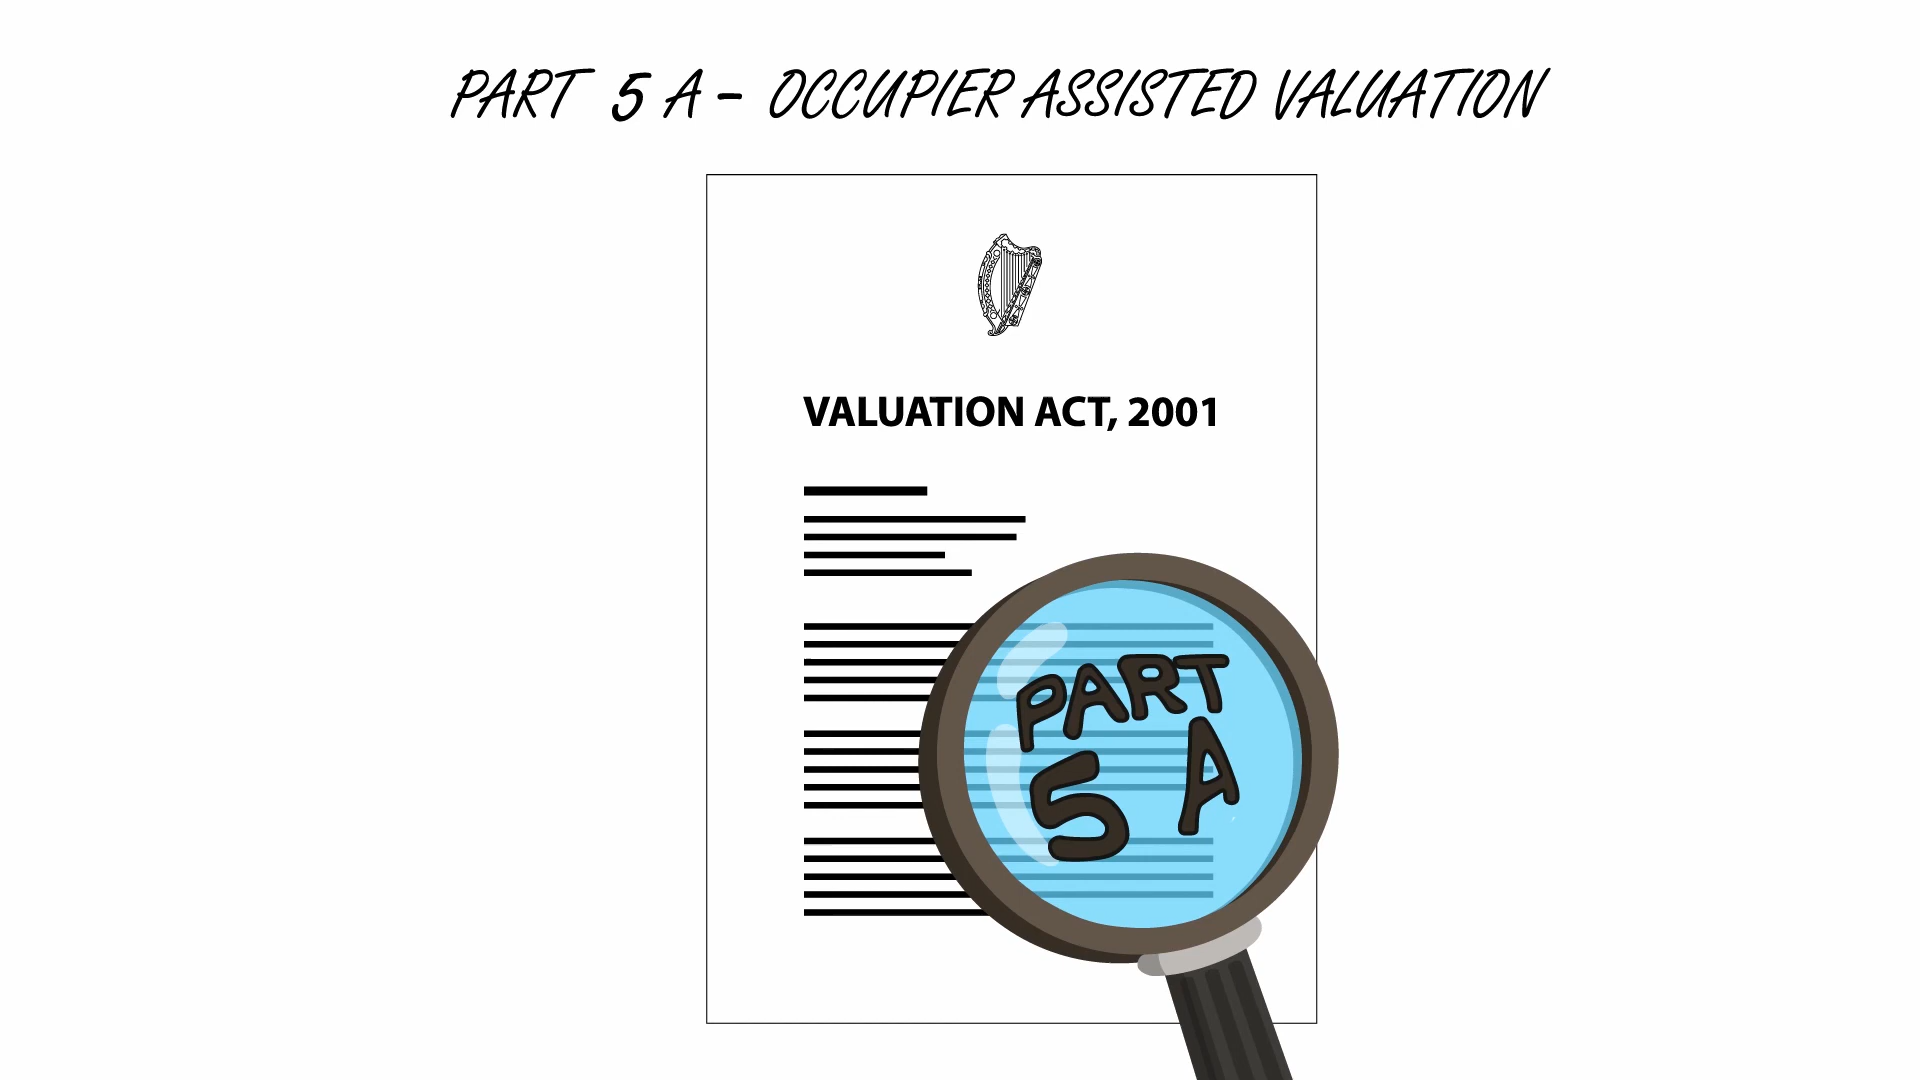 PART 5 A - OCCUPIER ASSISTED VALUATION
VALUATION ACT, 2001
PART
5 A